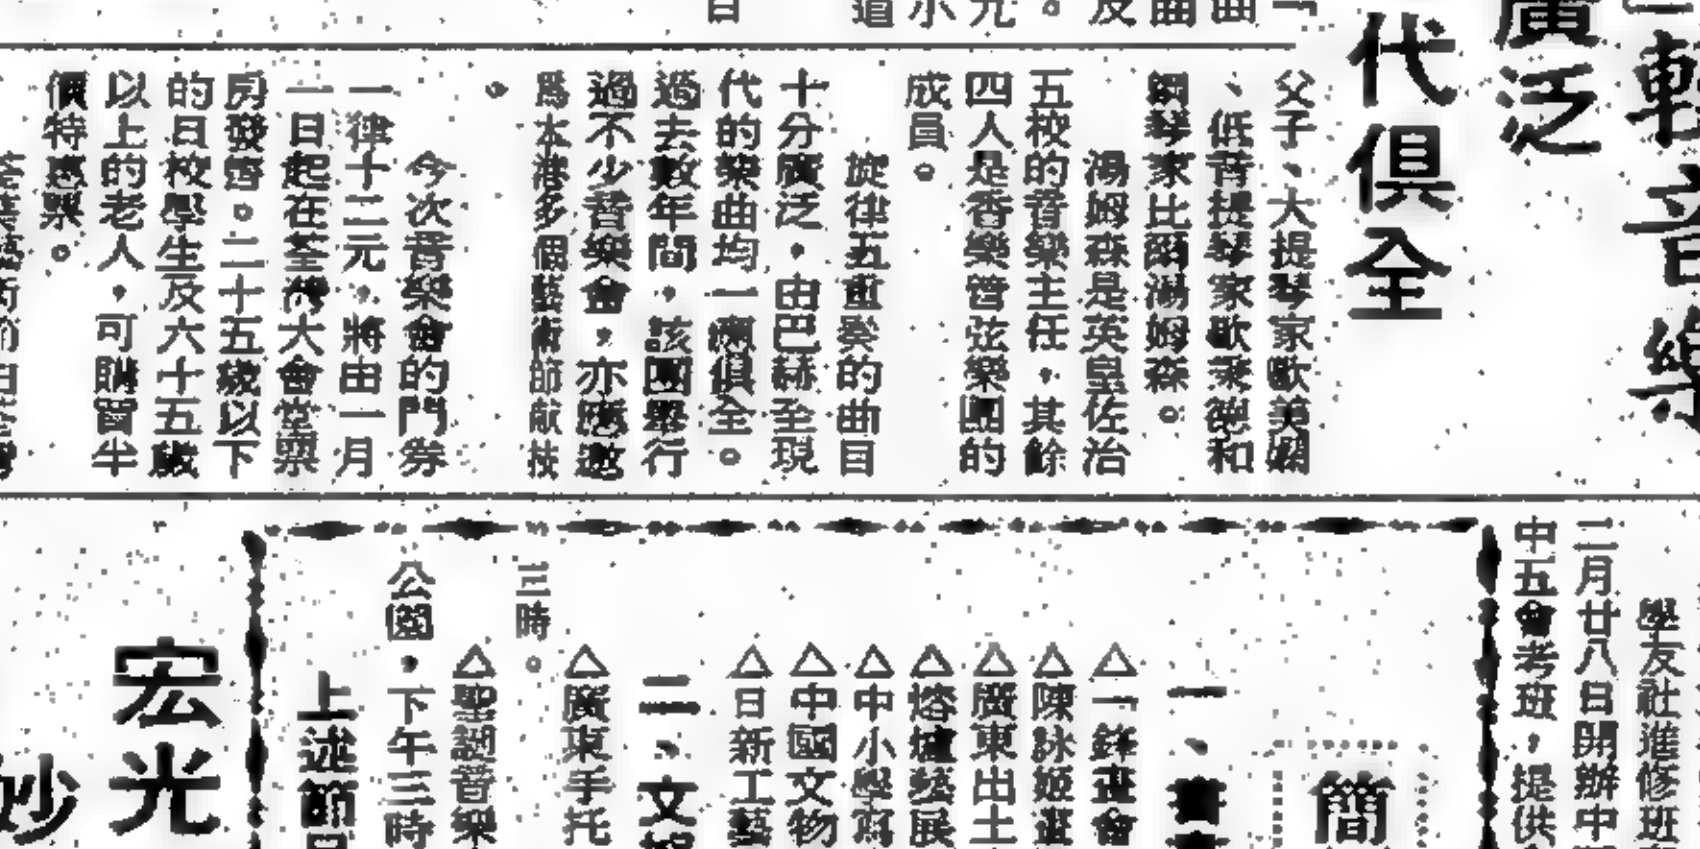 輕音樂
廣泛
代俱全
父子、大提琴家歐美關
、低音提琴家歐秉鉋和
鋼琴家比爾湯姆森。
湯姆森是英皇佐治
五校的音樂主任，其餘
四人是香樂管弦樂團的
成員。
旋律五重奏的曲目
十分廣泛，由巴赫至現
代的樂曲均一應俱全。
過去數年間，該團舉行
過不少音樂會，亦應邀
爲本港多個藝術節献技
。
今次音樂會的門券
一律十二元，將由一月
一日起在荃灣大會堂票
房發售。二十五歲以下
的日校學生及六十五歲
以上的老人，可購買半
價特惠票。
學友社進修班
二月廿八日開辦中
中五會考班，提供
簡
一、書
△一鋒畫會
△陳詠姬畫
△廣東出土
△熔爐藝展
△中小學寫
△中國文物
△日新工藝
二、文娛
△廣東手托
三時。
△聖詞音樂
公園，下午三時
上述節目
宏光
妙